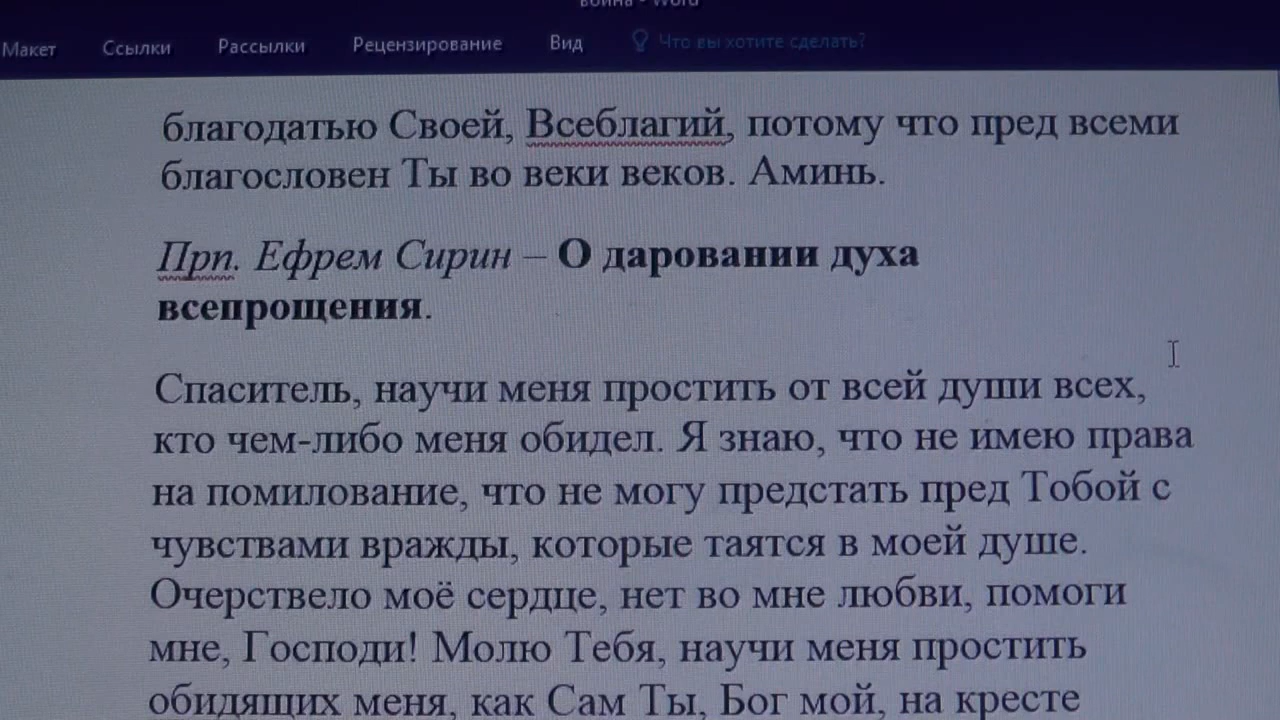 война - Word
Макет Ссылки Рассылки Рецензирование Вид Что вы хотите сделать?
благодатью Своей, Всеблагий, потому что пред всеми
благословен Ты во веки веков. Аминь.
Прп. Ефрем Сирин – О даровании духа
всепрощения.
Спаситель, научи меня простить от всей души всех,
кто чем-либо меня обидел. Я знаю, что не имею права
на помилование, что не могу предстать пред Тобой с
чувствами вражды, которые таятся в моей душе.
Очерствело моё сердце, нет во мне любви, помоги
мне, Господи! Молю Тебя, научи меня простить
обидящих меня, как Сам Ты, Бог мой, на кресте